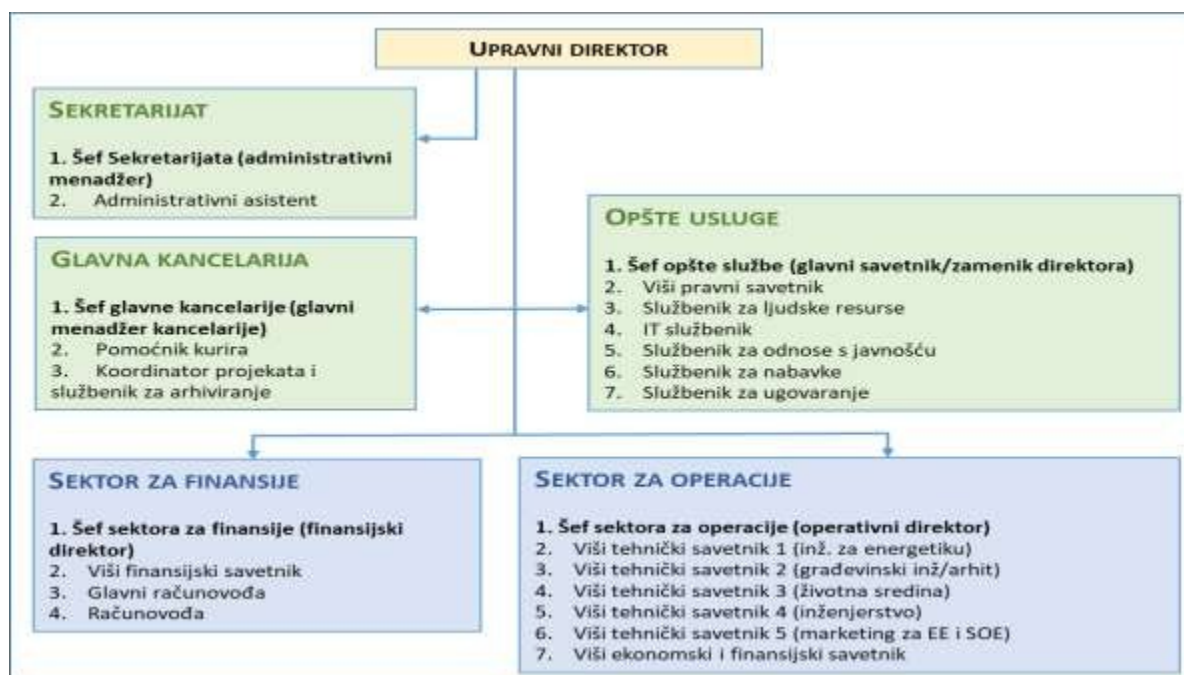 UPRAVNI DIREKTOR
SEKRETARIJAT
1. Šef Sekretarijata (administrativni
menadžer)
2. Administrativni asistent
GLAVNA KANCELARIJA
1. Šef glavne kancelarije (glavni
menadžer kancelarije)
2. Pomoćnik kurira
3. Koordinator projekata i
službenik za arhiviranje
OPŠTE USLUGE
1. Šef opšte službe (glavni savetnik/zamenik direktora)
2. Viši pravni savetnik
3. Službenik za ljudske resurse
4. IT službenik
5. Službenik za odnose s javnošću
6. Službenik za nabavke
7. Službenik za ugovaranje
SEKTOR ZA FINANSIJE
1. Šef sektora za finansije (finansijski
direktor)
2. Viši finansijski savetnik
3. Glavni računovođa
4. Računovođa
SEKTOR ZA OPERACIJE
1. Šef sektora za operacije (operativni direktor)
2. Viši tehnički savetnik 1 (inž. za energetiku)
3. Viši tehnički savetnik 2 (građevinski inž/arhit)
4. Viši tehnički savetnik 3 (životna sredina)
5. Viši tehnički savetnik 4 (inženjerstvo)
6. Viši tehnički savetnik 5 (marketing za EE i SOE)
7. Viši ekonomski i finansijski savetnik